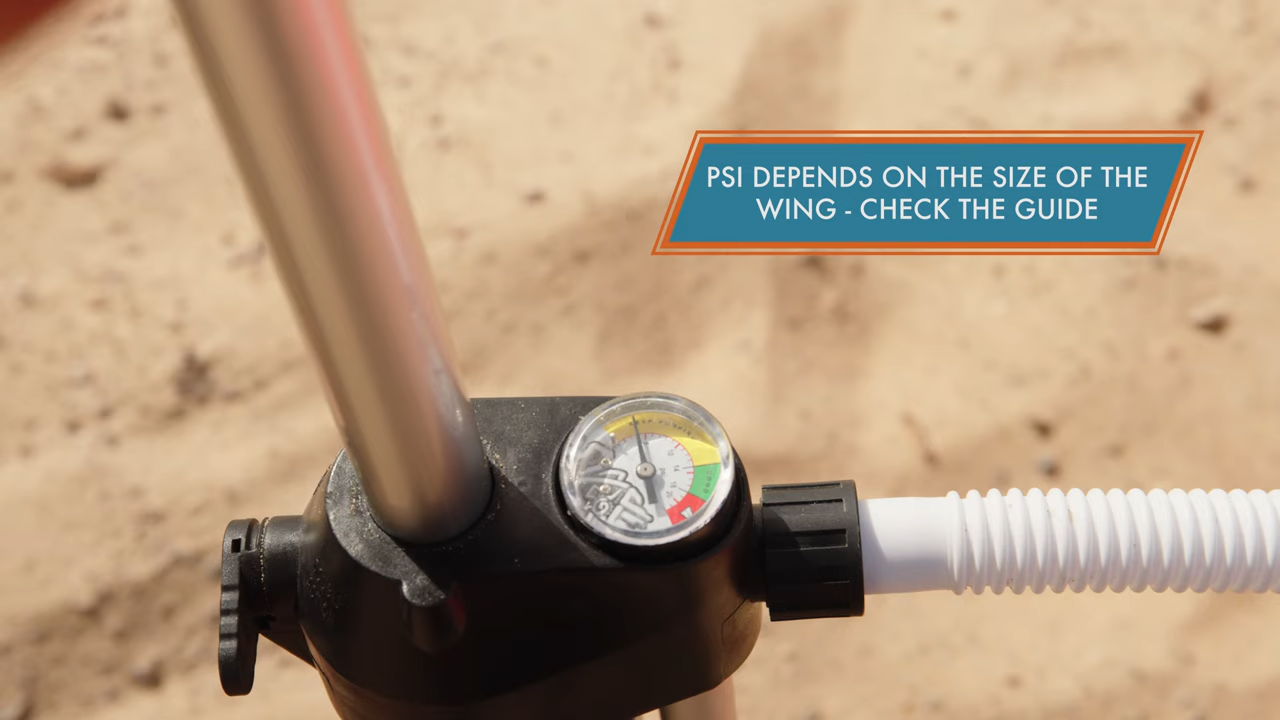 PSI DEPENDS ON THE SIZE OF THE
WING - CHECK THE GUIDE